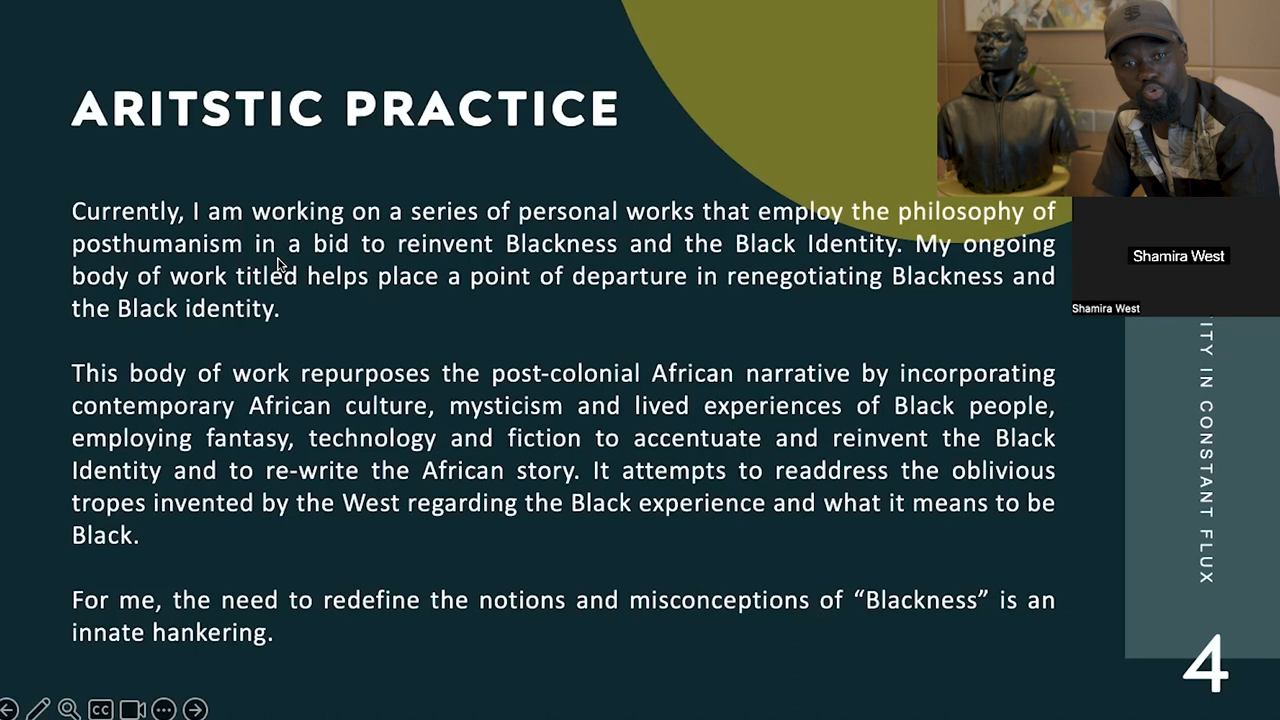 ARITSTIC PRACTICE
Currently, I am working on a series of personal works that employ the philosophy of
posthumanism in a bid to reinvent Blackness and the Black Identity. My ongoing
body of work titled helps place a point of departure in renegotiating Blackness and
the Black identity.
This body of work repurposes the post-colonial African narrative by incorporating
contemporary African culture, mysticism and lived experiences of Black people,
employing fantasy, technology and fiction to accentuate and reinvent the Black
Identity and to re-write the African story. It attempts to readdress the oblivious
tropes invented by the West regarding the Black experience and what it means to be
Black.
For me, the need to redefine the notions and misconceptions of “Blackness” is an
innate hankering.
Shamira West
Shamira West
IN CONSTANT FLUX
4
CC